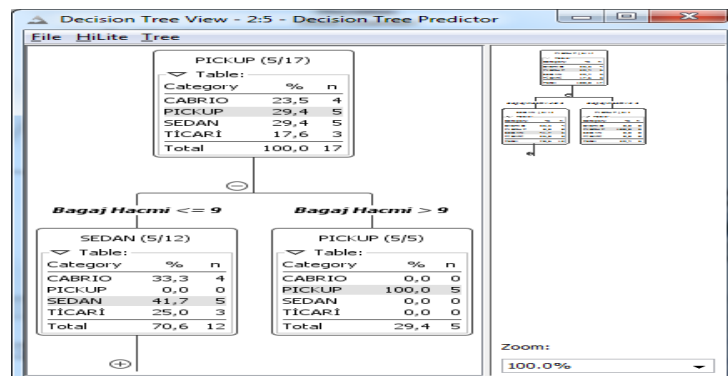 Decision Tree View - 2:5 - Decision Tree Predictor
File HiLite Tree
PICKUP (5/17)
Table:
Category % n
CABRIO 23,5 4
PICKUP 29,4 5
SEDAN 29,4 5
TİCARİ 17,6 3
Total 100,0 17
Bagaj Hacmi <= 9
SEDAN (5/12)
Table:
Category % n
CABRIO 33,3 4
PICKUP 0,0 0
SEDAN 41,7 5
TİCARİ 25,0 3
Total 70,6 12
Bagaj Hacmi > 9
PICKUP (5/5)
Table:
Category % n
CABRIO 0,0 0
PICKUP 100,0 5
SEDAN 0,0 0
TİCARİ 0,0 0
Total 29,4 5
Zoom:
100.0%